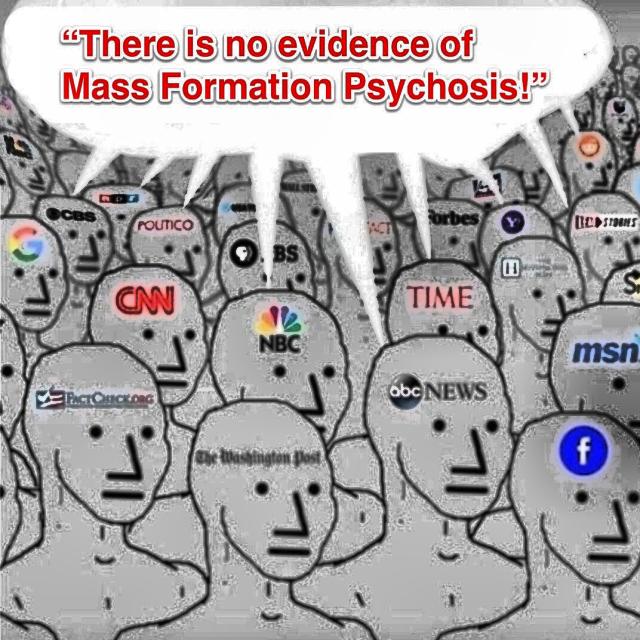 “There is no evidence of
Mass Formation Psychosis!”
CBS
POLITICO
Forbes
Y
G
BS
CNN
NBC
TIME
msn
FACTCHECK.ORG
abc NEWS
The Washington Post
f